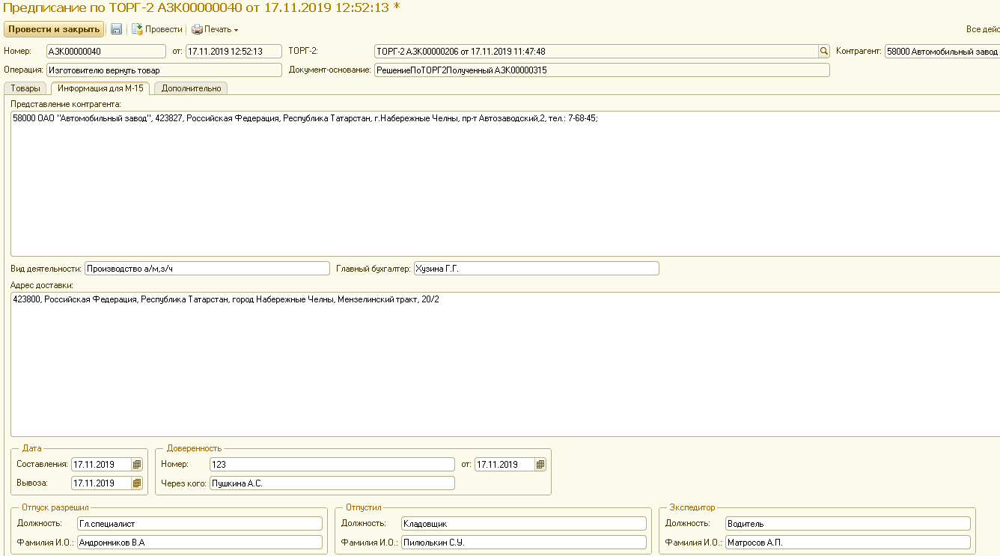 Предписание по ТОРГ-2 АЗК00000040 от 17.11.2019 12:52:13 *
Провести и закрыть Провести Печать Все дейс
Номер: АЗК00000040 от: 17.11.2019 12:52:13 ТОРГ-2: ТОРГ-2 АЗК00000206 от 17.11.2019 11:47:48 Контрагент: 58000 Автомобильный завод
Операция: Изготовителю вернуть товар Документ-основание: РешениеПоТОРГ2Полученный АЗК00000315
Товары Информация для М-15 Дополнительно
Представление контрагента:
58000 ОАО "Автомобильный завод", 423827, Российская Федерация, Республика Татарстан, г.Набережные Челны, пр-т Автозаводский,2, тел.: 7-68-45;
Вид деятельности: Производство а/м,з/ч Главный бухгалтер: Хузина Г.Г.
Адрес доставки:
423800, Российская Федерация, Республика Татарстан, город Набережные Челны, Мензелинский тракт, 20/2
Дата Доверенность
Составления: 17.11.2019 Номер: 123 от: 17.11.2019
Вывоза: 17.11.2019 Через кого: Пушкина А.С.
Отпуск разрешил Отпустил Экспедитор
Должность: Гл.специалист Должность: Кладовщик Должность: Водитель
Фамилия И.О.: Андронников В.А Фамилия И.О.: Пилюлькин С.У. Фамилия И.О.: Матросов А.П.